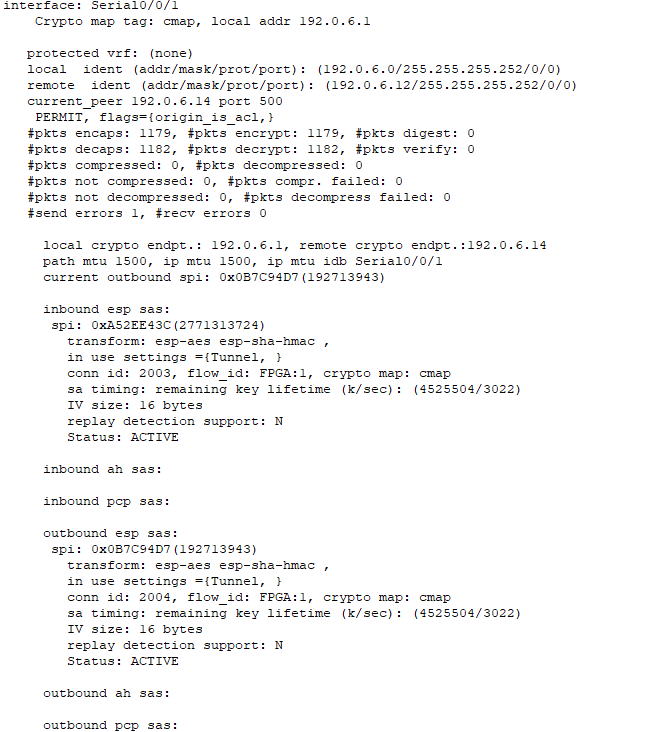 interface: Serial0/0/1
Crypto map tag: cmap, local addr 192.0.6.1
protected vrf: (none)
local  ident (addr/mask/prot/port): (192.0.6.0/255.255.255.252/0/0)
remote  ident (addr/mask/prot/port): (192.0.6.12/255.255.255.252/0/0)
current_peer 192.0.6.14 port 500
PERMIT, flags={origin_is_acl,}
#pkts encaps: 1179, #pkts encrypt: 1179, #pkts digest: 0
#pkts decaps: 1182, #pkts decrypt: 1182, #pkts verify: 0
#pkts compressed: 0, #pkts decompressed: 0
#pkts not compressed: 0, #pkts compr. failed: 0
#pkts not decompressed: 0, #pkts decompress failed: 0
#send errors 1, #recv errors 0
local crypto endpt.: 192.0.6.1, remote crypto endpt.:192.0.6.14
path mtu 1500, ip mtu 1500, ip mtu idb Serial0/0/1
current outbound spi: 0x0B7C94D7(192713943)
inbound esp sas:
spi: 0xA52EE43C(2771313724)
transform: esp-aes esp-sha-hmac ,
in use settings ={Tunnel, }
conn id: 2003, flow_id: FPGA:1, crypto map: cmap
sa timing: remaining key lifetime (k/sec): (4525504/3022)
IV size: 16 bytes
replay detection support: N
Status: ACTIVE
inbound ah sas:
inbound pcp sas:
outbound esp sas:
spi: 0x0B7C94D7(192713943)
transform: esp-aes esp-sha-hmac ,
in use settings ={Tunnel, }
conn id: 2004, flow_id: FPGA:1, crypto map: cmap
sa timing: remaining key lifetime (k/sec): (4525504/3022)
IV size: 16 bytes
replay detection support: N
Status: ACTIVE
outbound ah sas:
outbound pcp sas: